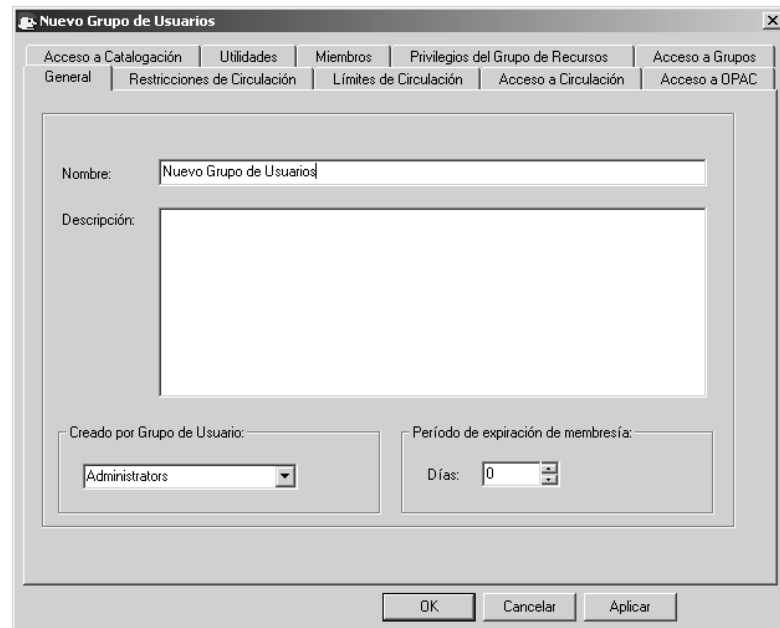 Nuevo Grupo de Usuarios
Acceso a Catalogación Utilidades Miembros Privilegios del Grupo de Recursos Acceso a Grupos
General Restricciones de Circulación Límites de Circulación Acceso a Circulación Acceso a OPAC
Nombre: Nuevo Grupo de Usuarios
Descripción:
Creado por Grupo de Usuario: Período de expiración de membresía:
Administrators Días: 0
OK Cancelar Aplicar